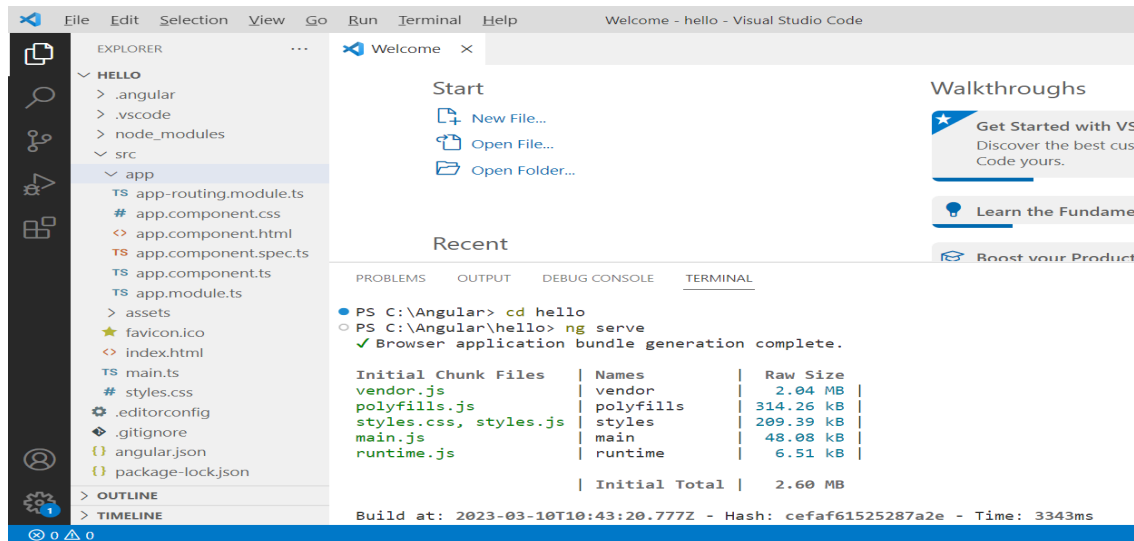 File Edit Selection View Go Run Terminal Help Welcome - hello - Visual Studio Code
EXPLORER ···
HELLO
.angular
.vscode
node_modules
src
app
TS app-routing.module.ts
# app.component.css
<> app.component.html
TS app.component.spec.ts
TS app.component.ts
TS app.module.ts
assets
favicon.ico
<> index.html
TS main.ts
# styles.css
.editorconfig
.gitignore
{} angular.json
{} package-lock.json
OUTLINE
TIMELINE
1
0 0
Welcome
Start
New File...
Open File...
Open Folder...
Recent
Walkthroughs
Get Started with VS
Discover the best cus
Code yours.
Learn the Fundame
Boost your Product
PROBLEMS OUTPUT DEBUG CONSOLE TERMINAL
PS C:\Angular> cd hello
PS C:\Angular\hello> ng serve
✓ Browser application bundle generation complete.
Initial Chunk Files | Names | Raw Size
vendor.js | vendor | 2.04 MB |
polyfills.js | polyfills | 314.26 kB |
styles.css, styles.js | styles | 209.39 kB |
main.js | main | 48.08 kB |
runtime.js | runtime | 6.51 kB |
| Initial Total | 2.60 MB
Build at: 2023-03-10T10:43:20.777Z - Hash: cefaf61525287a2e - Time: 3343ms